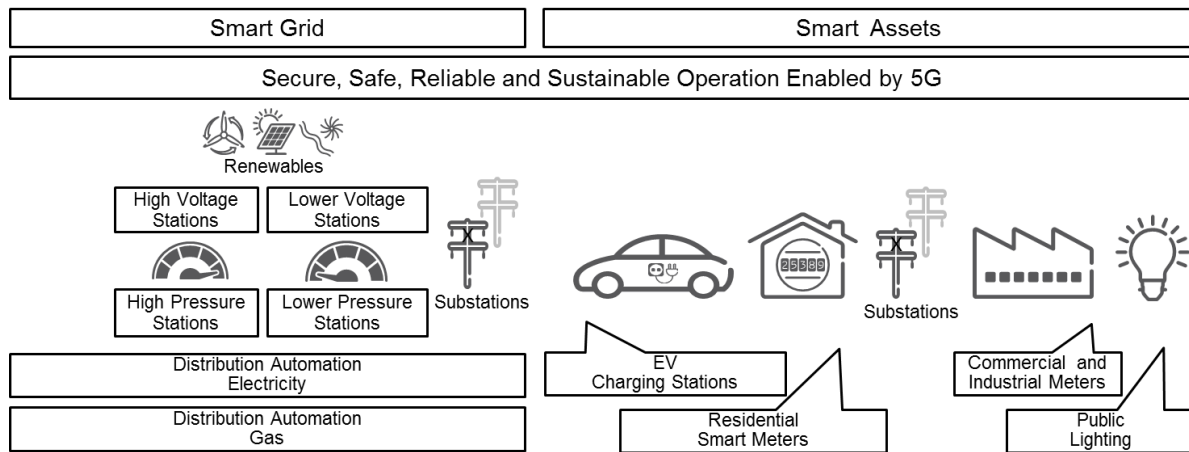 Smart Grid
Smart Assets
Secure, Safe, Reliable and Sustainable Operation Enabled by 5G
Renewables
High Voltage
Stations
Lower Voltage
Stations
High Pressure
Stations
Lower Pressure
Stations
Substations
25389
Substations
Distribution Automation
Electricity
Distribution Automation
Gas
EV
Charging Stations
Residential
Smart Meters
Commercial and
Industrial Meters
Public
Lighting